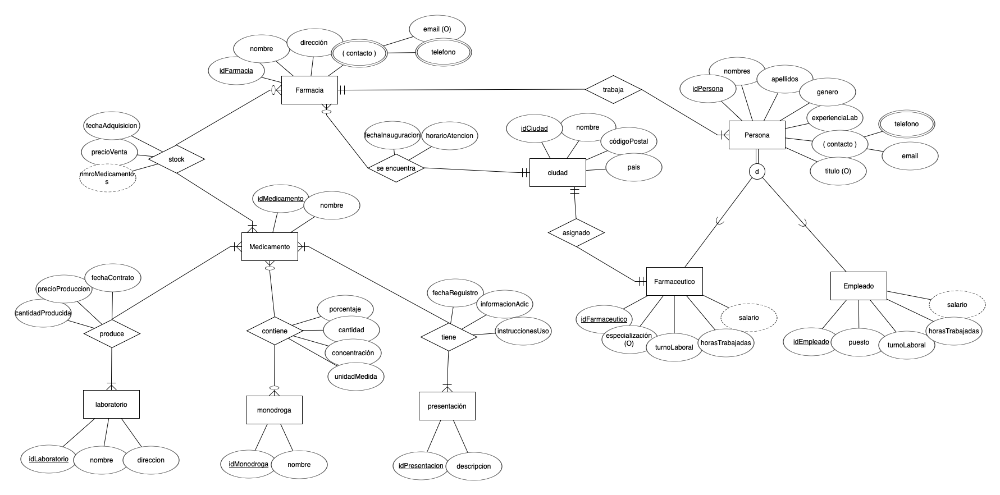 email (O)
dirección
nombre
( contacto )
telefono
idFarmacia
Farmacia
trabaja
nombres
idPersona
apellidos
genero
experienciaLab
telefono
Persona
( contacto )
email
titulo (O)
d
fechaAdquisicion
precioVenta
nmroMedicamento
s
stock
fechaInauguracion
horarioAtencion
se encuentra
idCiudad
nombre
códigoPostal
pais
ciudad
idMedicamento
nombre
Medicamento
asignado
fechaContrato
precioProduccion
cantidadProducida
produce
porcentaje
cantidad
concentración
unidadMedida
contiene
fechaReguistro
informacionAdic
instruccionesUso
tiene
Farmaceutico
idFarmaceutico
especialización
(O)
turnoLaboral
horasTrabajadas
salario
Empleado
salario
horasTrabajadas
idEmpleado
puesto
turnoLaboral
laboratorio
monodroga
presentación
idLaboratorio
nombre
direccion
idMonodroga
nombre
idPresentacion
descripcion